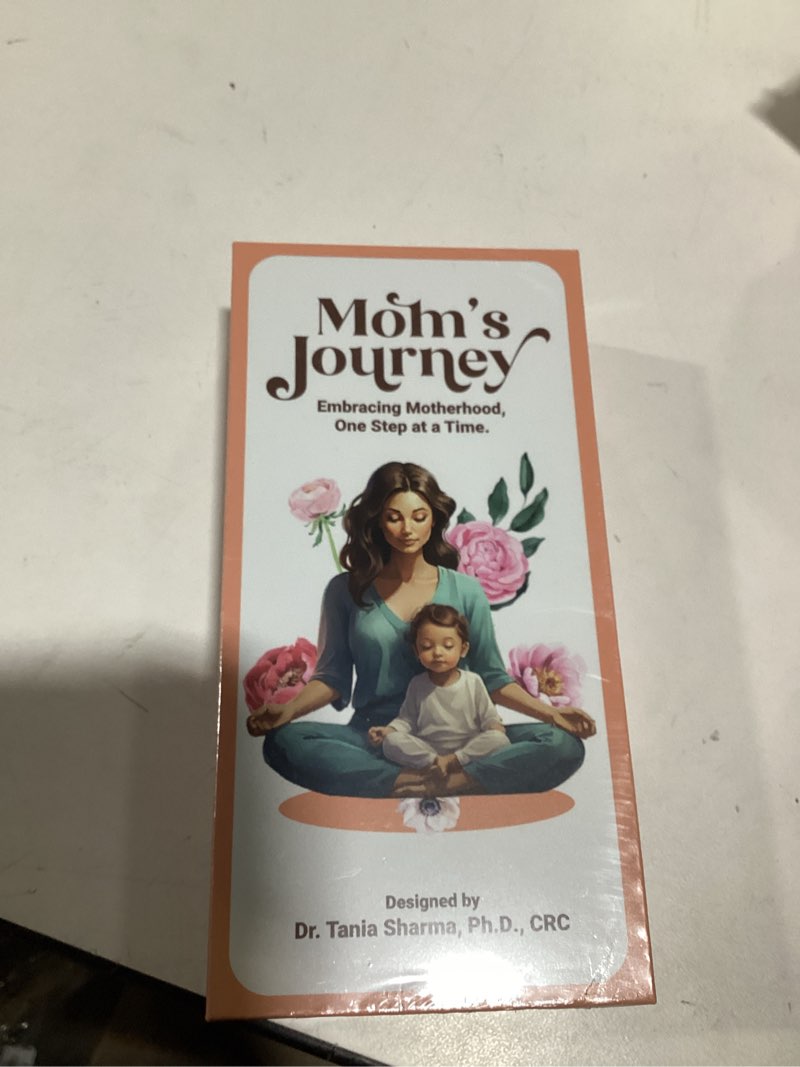 Mom's
Journey
Embracing Motherhood,
One Step at a Time.
Designed by
Dr. Tania Sharma, Ph.D., CRC